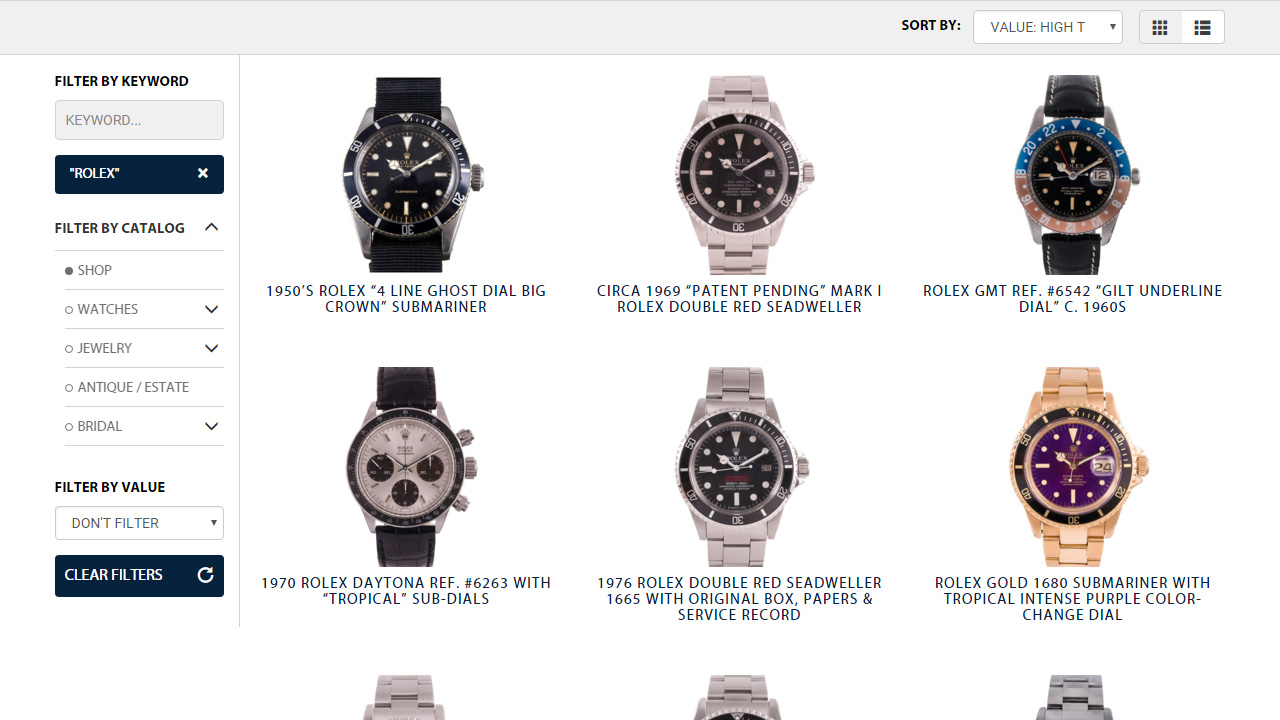 SORT BY:
VALUE: HIGH T
FILTER BY KEYWORD
KEYWORD...
"ROLEX"
FILTER BY CATALOG
SHOP
WATCHES
JEWELRY
ANTIQUE / ESTATE
BRIDAL
FILTER BY VALUE
DON'T FILTER
CLEAR FILTERS
1950’S ROLEX “4 LINE GHOST DIAL BIG
CROWN” SUBMARINER
CIRCA 1969 “PATENT PENDING” MARK I
ROLEX DOUBLE RED SEADWELLER
ROLEX GMT REF. #6542 “GILT UNDERLINE
DIAL” C. 1960S
1970 ROLEX DAYTONA REF. #6263 WITH
“TROPICAL” SUB-DIALS
1976 ROLEX DOUBLE RED SEADWELLER
1665 WITH ORIGINAL BOX, PAPERS &
SERVICE RECORD
ROLEX GOLD 1680 SUBMARINER WITH
TROPICAL INTENSE PURPLE COLOR-
CHANGE DIAL